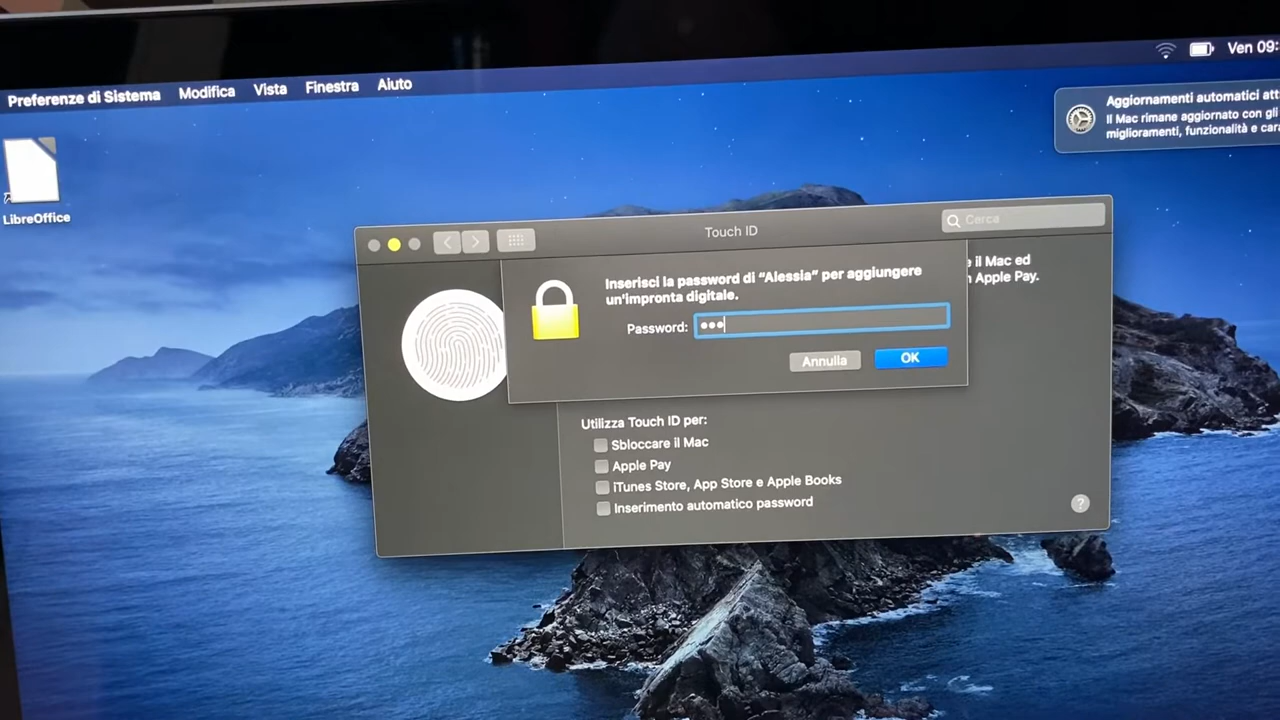 Preferenze di Sistema Modifica Vista Finestra Aiuto
Ven 09:
Aggiornamenti automatici
Il Mac rimane aggiornato con gli
miglioramenti, funzionalità e
LibreOffice
Touch ID
Cerca
Inserisci la password di “Alessia” per aggiungere
un'impronta digitale.
Password:
Annulla OK
il Mac ed
Apple Pay.
Utilizza Touch ID per:
Sbloccare il Mac
Apple Pay
iTunes Store, App Store e Apple Books
Inserimento automatico password
?